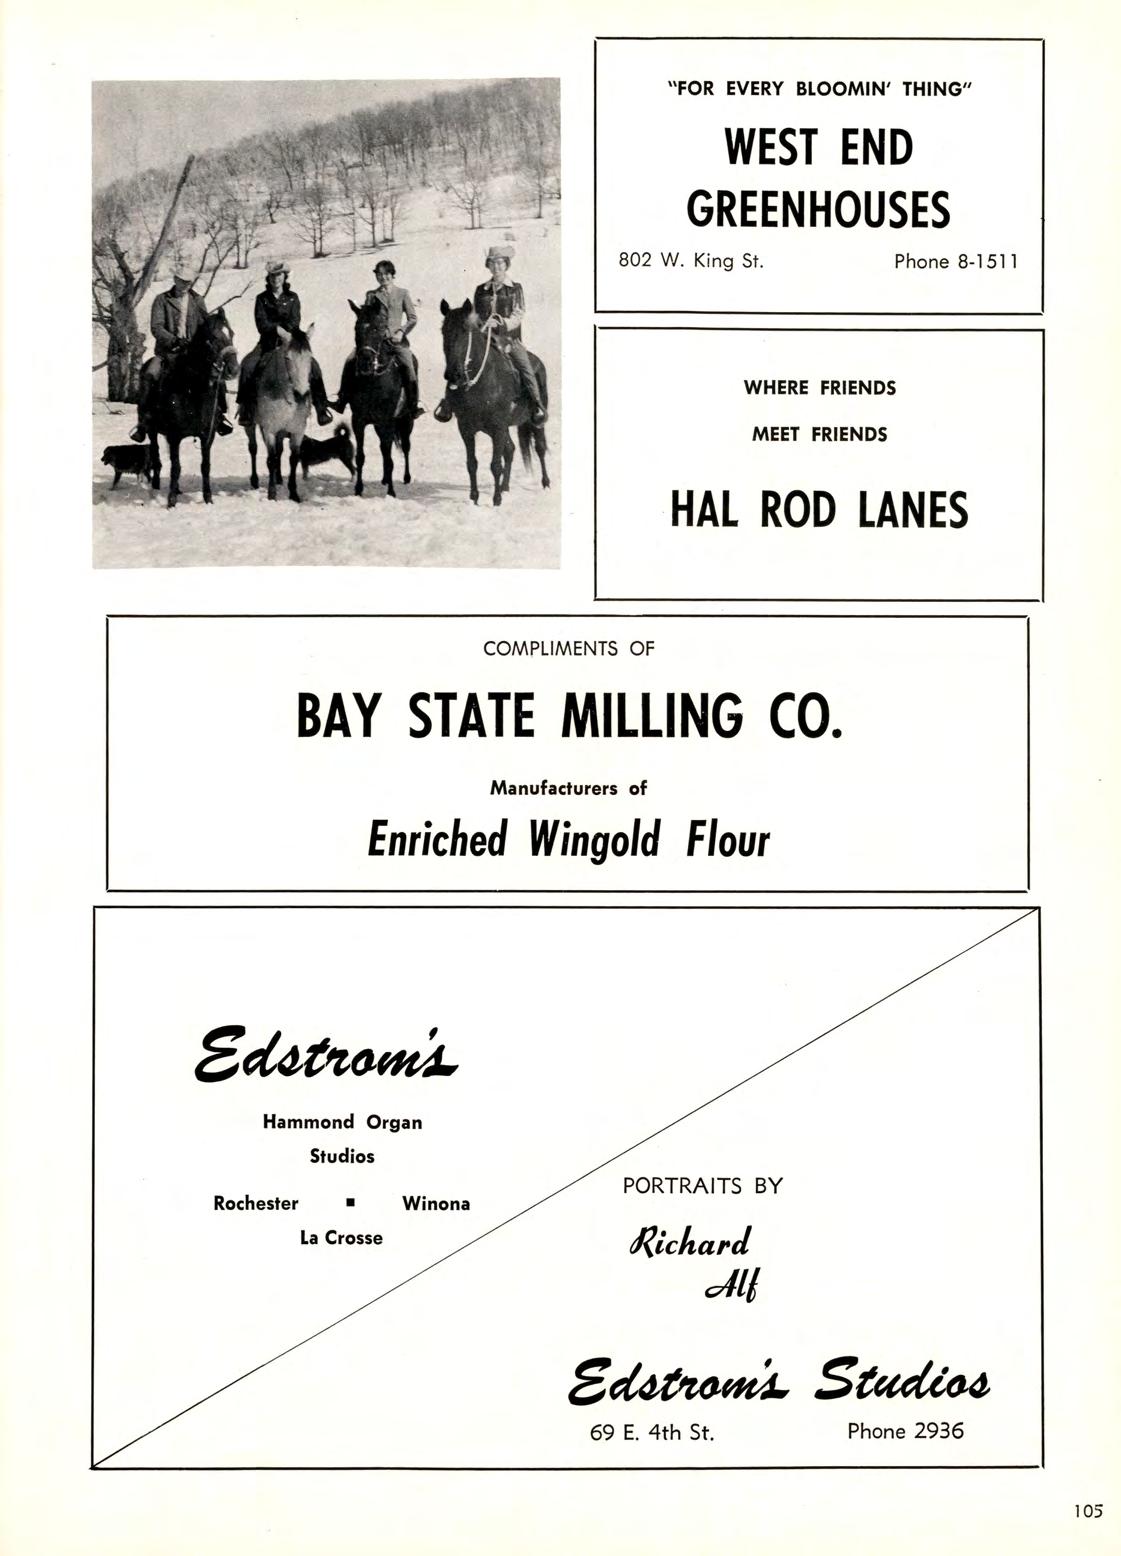 "FOR EVERY BLOOMIN' THING"
WEST END
GREENHOUSES
802 W. King St. Phone 8-1511
WHERE FRIENDS
MEET FRIENDS
HAL ROD LANES
COMPLIMENTS OF
BAY STATE MILLING CO.
Manufacturers of
Enriched Wingold Flour
Edstrom's
Hammond Organ
Studios
Rochester ▪ Winona
La Crosse
PORTRAITS BY
Richard
Alf
Edstrom's Studios
69 E. 4th St. Phone 2936
105